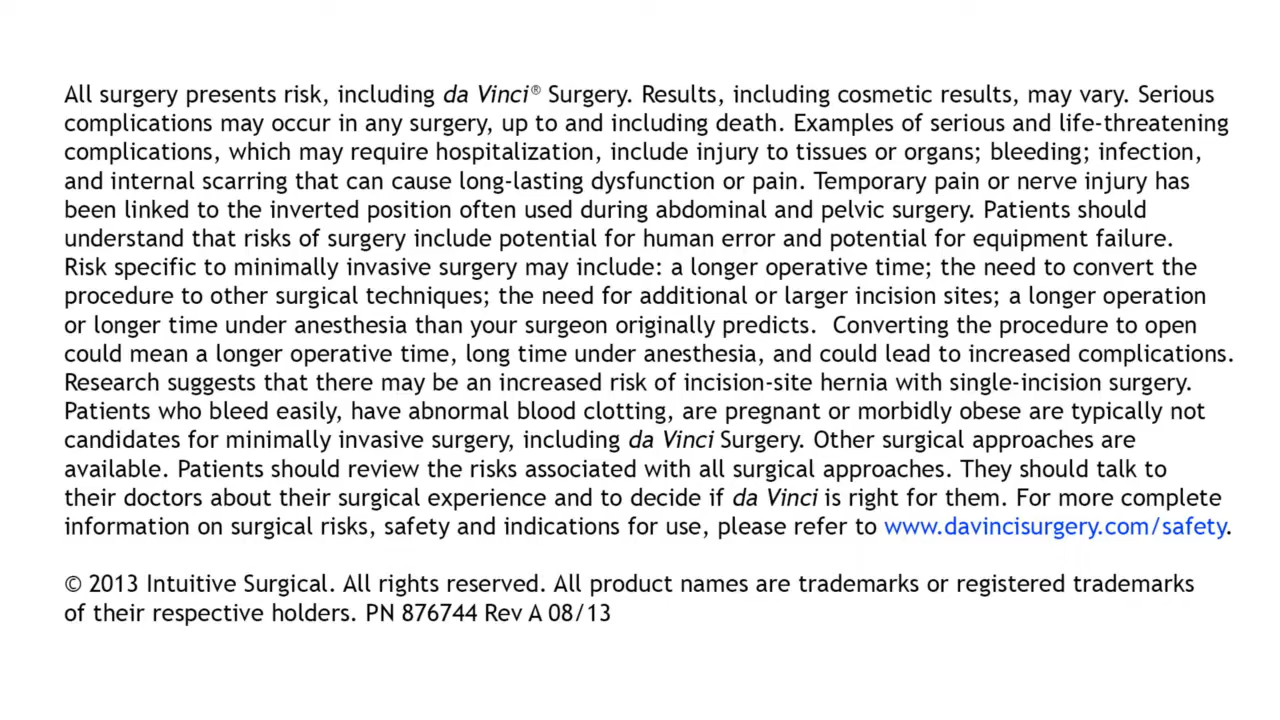 All surgery presents risk, including da Vinci® Surgery. Results, including cosmetic results, may vary. Serious
complications may occur in any surgery, up to and including death. Examples of serious and life-threatening
complications, which may require hospitalization, include injury to tissues or organs; bleeding; infection,
and internal scarring that can cause long-lasting dysfunction or pain. Temporary pain or nerve injury has
been linked to the inverted position often used during abdominal and pelvic surgery. Patients should
understand that risks of surgery include potential for human error and potential for equipment failure.
Risk specific to minimally invasive surgery may include: a longer operative time; the need to convert the
procedure to other surgical techniques; the need for additional or larger incision sites; a longer operation
or longer time under anesthesia than your surgeon originally predicts.  Converting the procedure to open
could mean a longer operative time, long time under anesthesia, and could lead to increased complications.
Research suggests that there may be an increased risk of incision-site hernia with single-incision surgery.
Patients who bleed easily, have abnormal blood clotting, are pregnant or morbidly obese are typically not
candidates for minimally invasive surgery, including da Vinci Surgery. Other surgical approaches are
available. Patients should review the risks associated with all surgical approaches. They should talk to
their doctors about their surgical experience and to decide if da Vinci is right for them. For more complete
information on surgical risks, safety and indications for use, please refer to www.davincisurgery.com/safety.
© 2013 Intuitive Surgical. All rights reserved. All product names are trademarks or registered trademarks
of their respective holders. PN 876744 Rev A 08/13